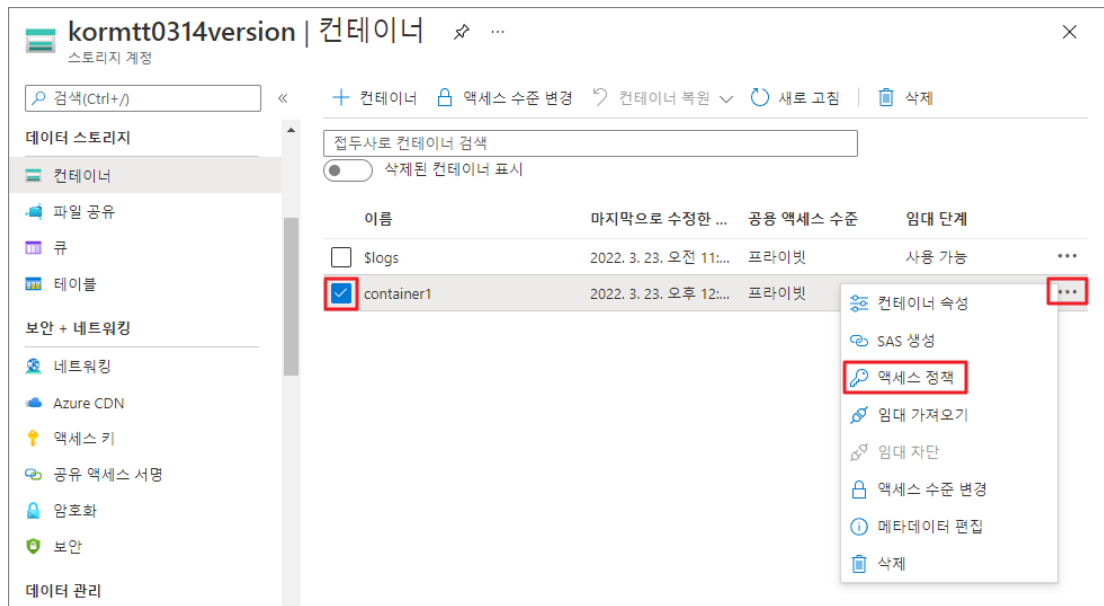 kormtt0314version | 컨테이너 ...
스토리지 계정
검색(Ctrl+/)
«
컨테이너 액세스 수준 변경 컨테이너 복원 새로 고침 삭제
데이터 스토리지
컨테이너
파일 공유
큐
테이블
보안 + 네트워킹
네트워킹
Azure CDN
액세스 키
공유 액세스 서명
암호화
보안
데이터 관리
접두사로 컨테이너 검색
삭제된 컨테이너 표시
이름 마지막으로 수정한 ... 공용 액세스 수준 임대 단계
$logs 2022. 3. 23. 오전 11:... 프라이빗 사용 가능
container1 2022. 3. 23. 오후 12:... 프라이빗
컨테이너 속성
SAS 생성
액세스 정책
임대 가져오기
임대 차단
액세스 수준 변경
메타데이터 편집
삭제